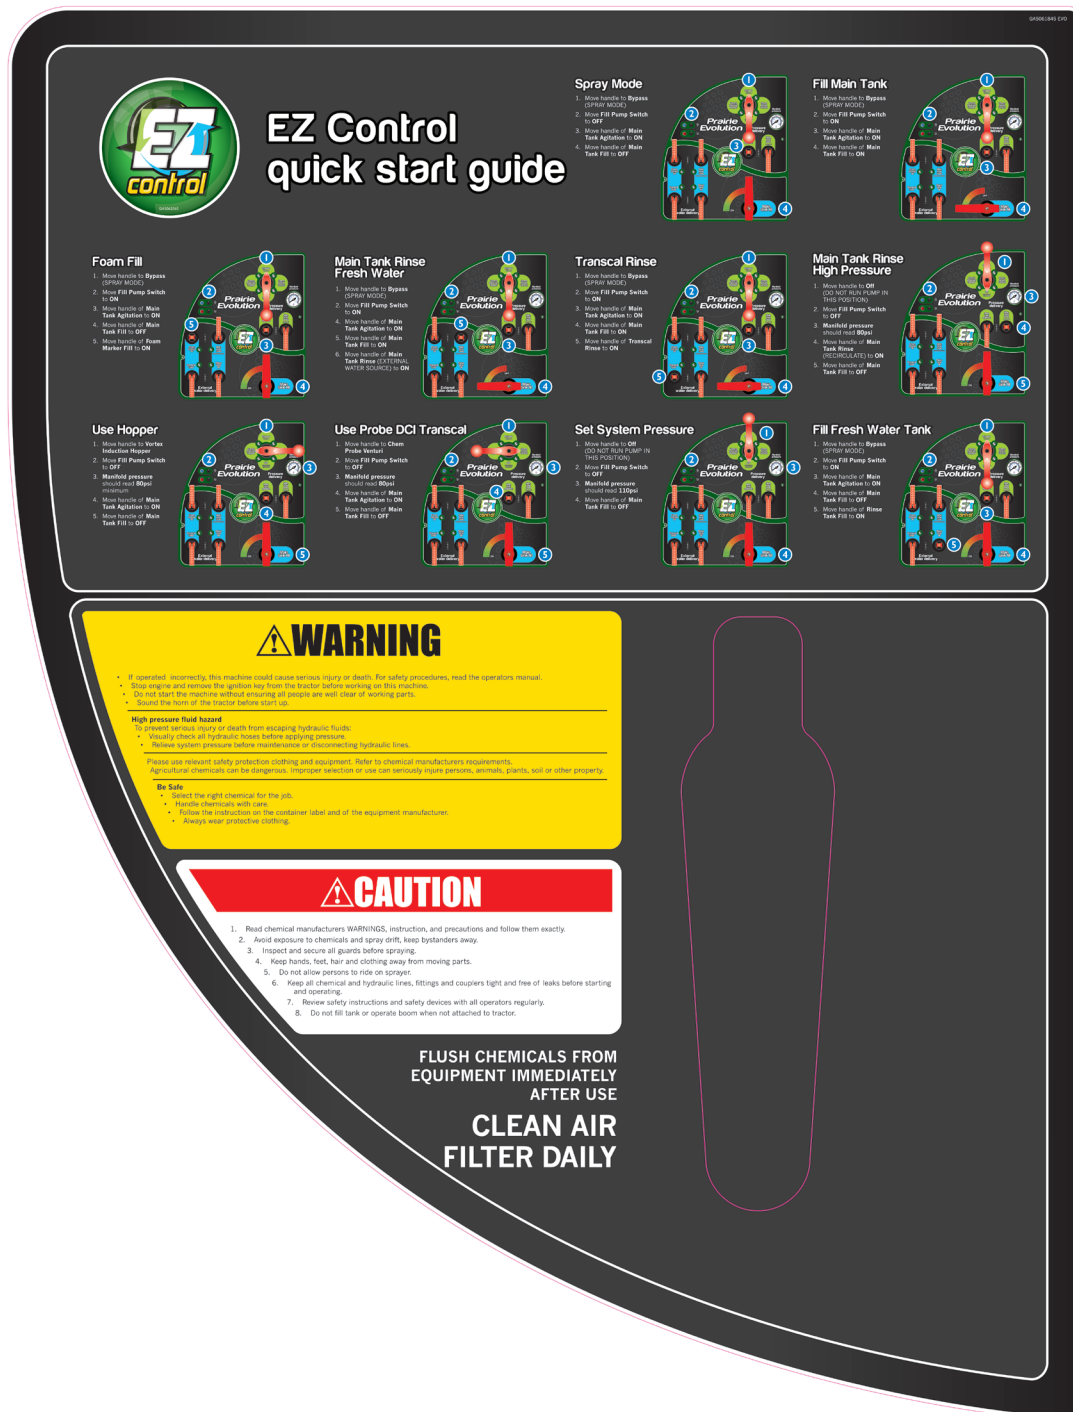 GA5061845 EVO
EZ
control
EZ Control
quick start guide
Spray Mode
1. Move handle to Bypass
(SPRAY MODE)
2. Move Fill Pump Switch
to OFF
3. Move handle of Main
Tank Agitation to ON
4. Move handle of Main
Tank Fill to OFF
Prairie
Evolution
Fill Main Tank
1. Move handle to Bypass
(SPRAY MODE)
2. Move Fill Pump Switch
to ON
3. Move handle of Main
Tank Agitation to ON
4. Move handle of Main
Tank Fill to ON
Prairie
Evolution
Foam Fill
1. Move handle to Bypass
(SPRAY MODE)
2. Move Fill Pump Switch
to ON
3. Move handle of Main
Tank Agitation to ON
4. Move handle of Main
Tank Fill to OFF
5. Move handle of Foam
Marker Fill to ON
Prairie
Evolution
Main Tank Rinse
Fresh Water
1. Move handle to Bypass
(SPRAY MODE)
2. Move Fill Pump Switch
to ON
4. Move handle of Main
Tank Agitation to ON
5. Move handle of Main
Tank Fill to ON
6. Move handle of Main
Tank Rinse (EXTERNAL
WATER SOURCE) to ON
Prairie
Evolution
Transcal Rinse
1. Move handle to Bypass
(SPRAY MODE)
2. Move Fill Pump Switch
to ON
3. Move handle of Main
Tank Agitation to ON
4. Move handle of Main
Tank Fill to ON
5. Move handle of Transcal
Rinse to ON
Prairie
Evolution
Main Tank Rinse
High Pressure
1. Move handle to Off
(DO NOT RUN PUMP IN
THIS POSITION)
2. Move Fill Pump Switch
to OFF
3. Manifold pressure
should read 80psi
4. Move handle of Main
Tank Rinse
(RECIRCULATE) to ON
5. Move handle of Main
Tank Fill to OFF
Prairie
Evolution
Use Hopper
1. Move handle to Vortex
Induction Hopper
2. Move Fill Pump Switch
to OFF
3. Manifold pressure
should read 80psi
minimum
4. Move handle of Main
Tank Agitation to ON
5. Move handle of Main
Tank Fill to OFF
Prairie
Evolution
Use Probe DCI Transcal
1. Move handle to Chem
Probe Venturi
2. Move Fill Pump Switch
to OFF
3. Manifold pressure
should read 80psi
4. Move handle of Main
Tank Agitation to ON
5. Move handle of Main
Tank Fill to OFF
Prairie
Evolution
Set System Pressure
1. Move handle to Off
(DO NOT RUN PUMP IN
THIS POSITION)
2. Move Fill Pump Switch
to OFF
3. Manifold pressure
should read 110psi
4. Move handle of Main
Tank Fill to OFF
Prairie
Evolution
Fill Fresh Water Tank
1. Move handle to Bypass
(SPRAY MODE)
2. Move Fill Pump Switch
to ON
3. Move handle of Main
Tank Agitation to ON
4. Move handle of Main
Tank Fill to OFF
5. Move handle of Rinse
Tank Fill to ON
Prairie
Evolution
WARNING
• If operated incorrectly, this machine could cause serious injury or death. For safety procedures, read the operators manual.
• Stop engine and remove the ignition key from the tractor before working on this machine.
• Do not start the machine without ensuring all people are well clear of working parts.
• Sound the horn of the tractor before start up.
High pressure fluid hazard
To prevent serious injury or death from escaping hydraulic fluids:
• Visually check all hydraulic hoses before applying pressure.
• Relieve system pressure before maintenance or disconnecting hydraulic lines.
Please use relevant safety protection clothing and equipment. Refer to chemical manufacturers requirements.
Agricultural chemicals can be dangerous. Improper selection or use can seriously injure persons, animals, plants, soil or other property.
Be Safe
• Select the right chemical for the job.
• Handle chemicals with care.
• Follow the instruction on the container label and of the equipment manufacturer.
• Always wear protective clothing.
CAUTION
1. Read chemical manufacturers WARNINGS, instruction, and precautions and follow them exactly.
2. Avoid exposure to chemicals and spray drift, keep bystanders away.
3. Inspect and secure all guards before spraying.
4. Keep hands, feet, hair and clothing away from moving parts.
5. Do not allow persons to ride on sprayer.
6. Keep all chemical and hydraulic lines, fittings and couplers tight and free of leaks before starting
and operating.
7. Review safety instructions and safety devices with all operators regularly.
8. Do not fill tank or operate boom when not attached to tractor.
FLUSH CHEMICALS FROM
EQUIPMENT IMMEDIATELY
AFTER USE
CLEAN AIR
FILTER DAILY